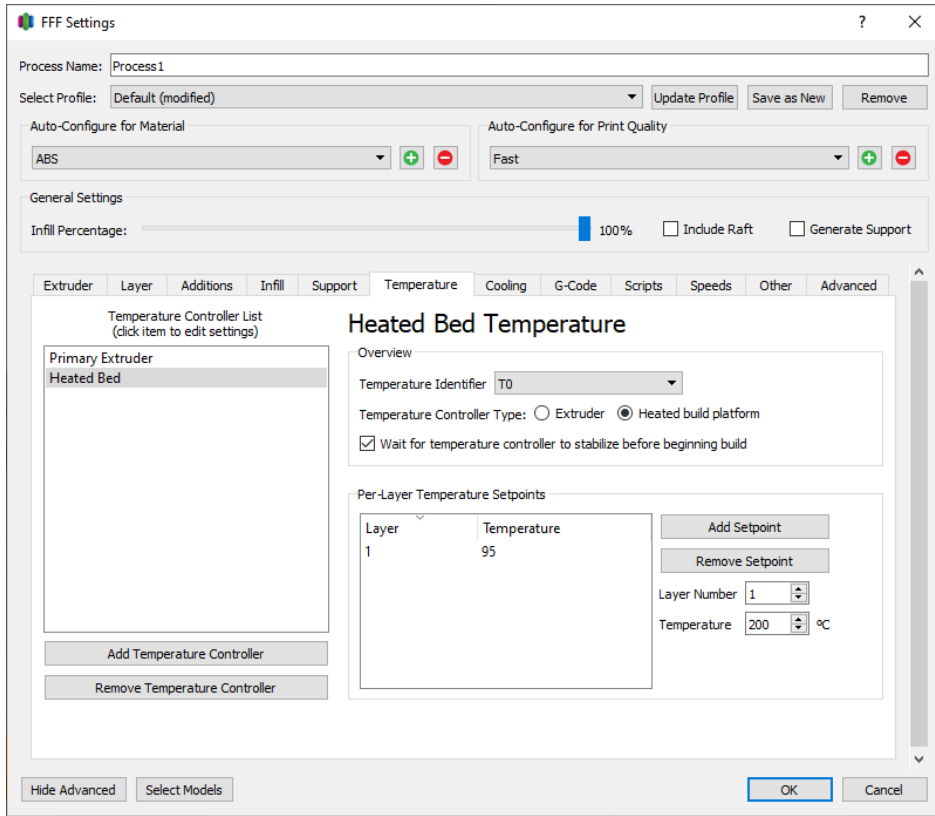 FFF Settings
?
Process Name: Process1
Select Profile: Default (modified) Update Profile Save as New Remove
Auto-Configure for Material Auto-Configure for Print Quality
ABS Fast
General Settings
Infill Percentage: 100% Include Raft Generate Support
Extruder Layer Additions Infill Support Temperature Cooling G-Code Scripts Speeds Other Advanced
Temperature Controller List
(click item to edit settings)
Primary Extruder
Heated Bed
Add Temperature Controller
Remove Temperature Controller
Heated Bed Temperature
Overview
Temperature Identifier T0
Temperature Controller Type: Extruder Heated build platform
Wait for temperature controller to stabilize before beginning build
Per-Layer Temperature Setpoints
Layer Temperature
1 95
Add Setpoint
Remove Setpoint
Layer Number 1
Temperature 200 ºC
Hide Advanced Select Models OK Cancel